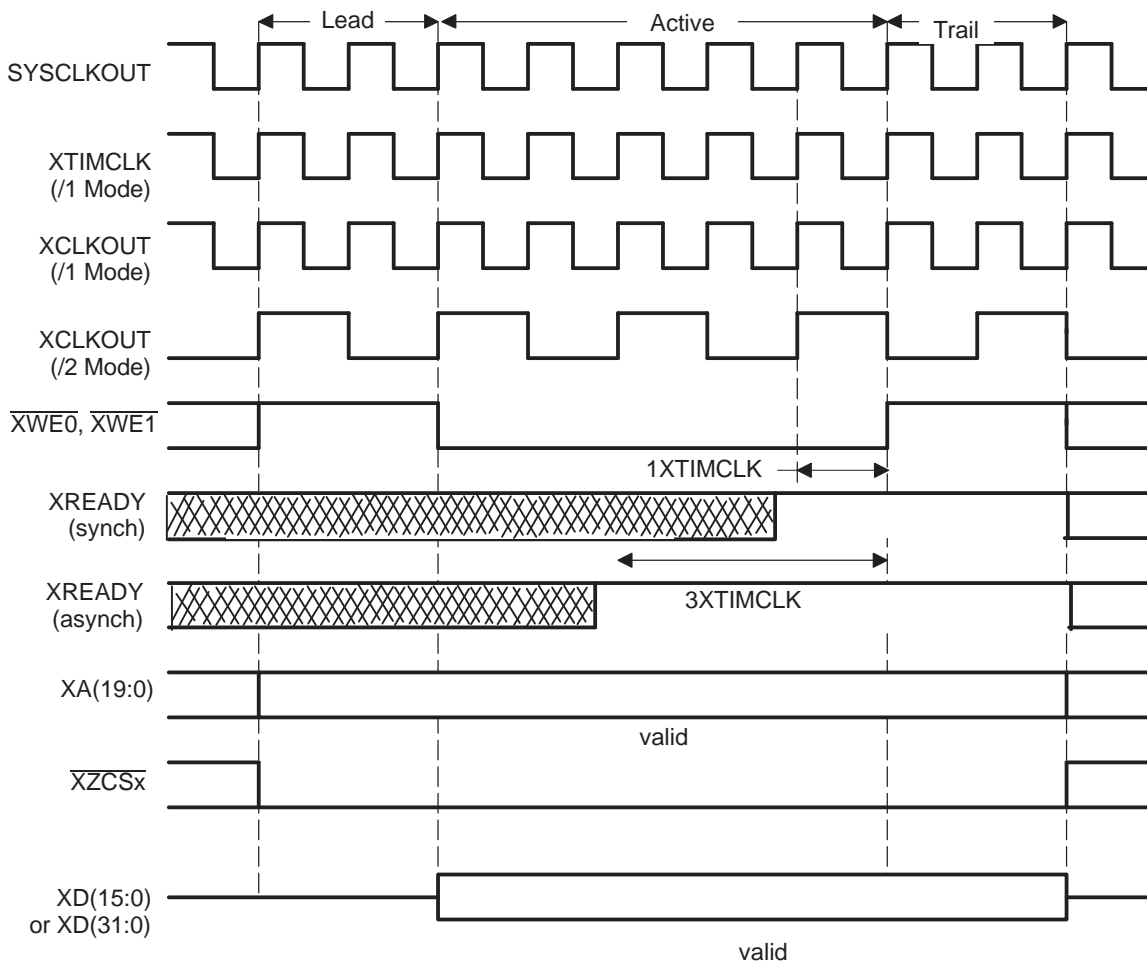 Lead
Active
Trail
SYSCLKOUT
XTIMCLK
(/1 Mode)
XCLKOUT
(/1 Mode)
XCLKOUT
(/2 Mode)
XWE0, XWE1
1XTIMCLK
XREADY
(synch)
XREADY
(asynch)
3XTIMCLK
XA(19:0)
valid
XZCSx
XD(15:0)
or XD(31:0)
valid